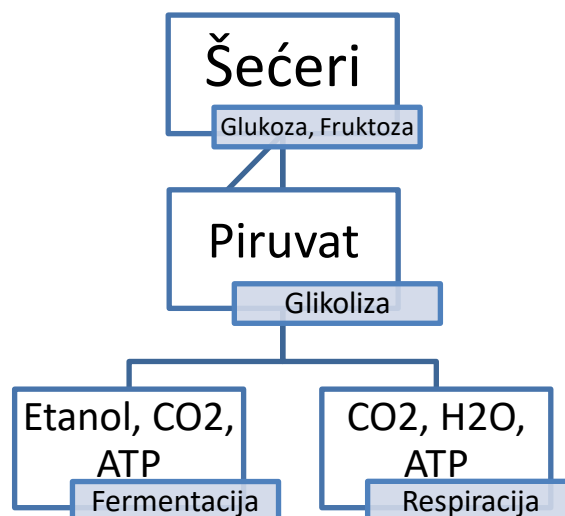 Šećeri
Glukoza, Fruktoza
Piruvat
Glikoliza
Etanol, CO2,
ATP
Fermentacija
CO2, H2O,
ATP
Respiracija